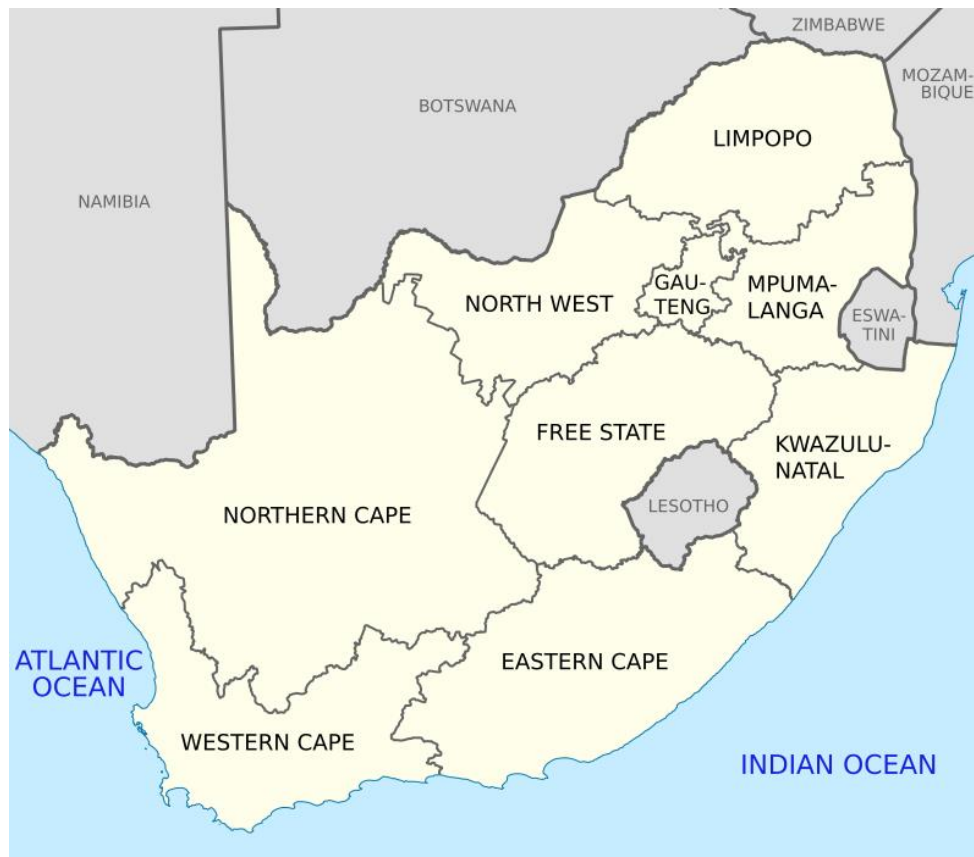 ZIMBABWE
MOZAM-
BIQUE
BOTSWANA
LIMPOPO
NAMIBIA
NORTH WEST
GAU-
TENG
MPUMA-
LANGA
ESWA-
TINI
FREE STATE
KWAZULU-
NATAL
LESOTHO
NORTHERN CAPE
ATLANTIC
OCEAN
EASTERN CAPE
WESTERN CAPE
INDIAN OCEAN